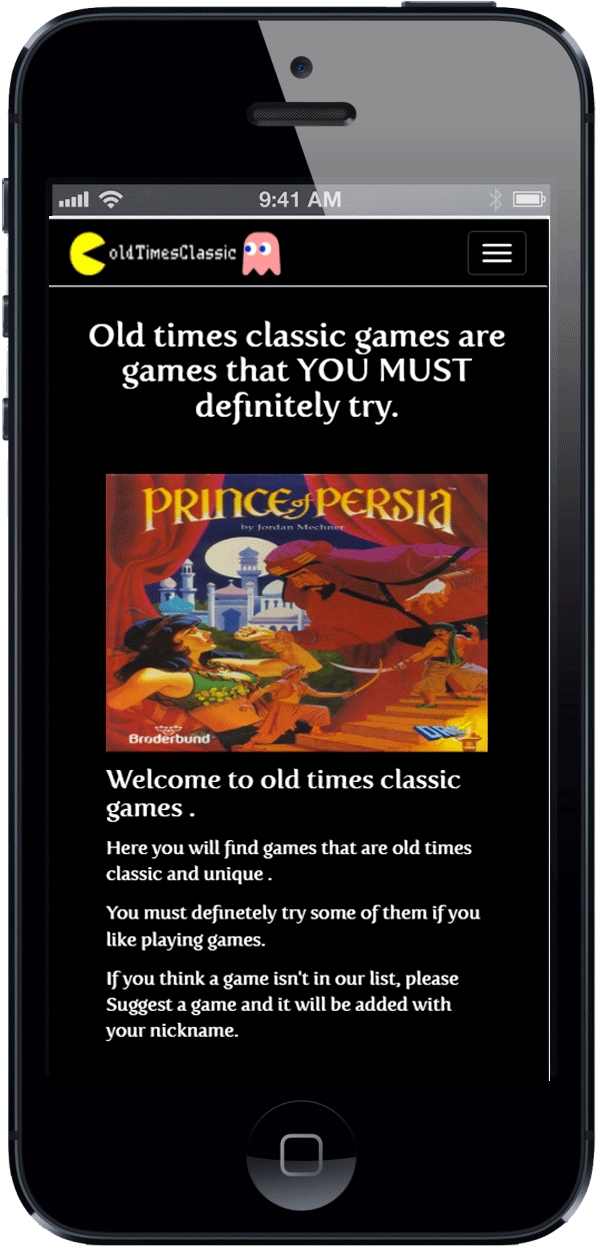 9:41 AM
oldTimesClassic
Old times classic games are
games that YOU MUST
definitely try.
PRINCE of PERSIA
™
by Jordan Mechner
Brøderbund
Welcome to old times classic
games .
Here you will find games that are old times
classic and unique .
You must definetely try some of them if you
like playing games.
If you think a game isn't in our list, please
Suggest a game and it will be added with
your nickname.